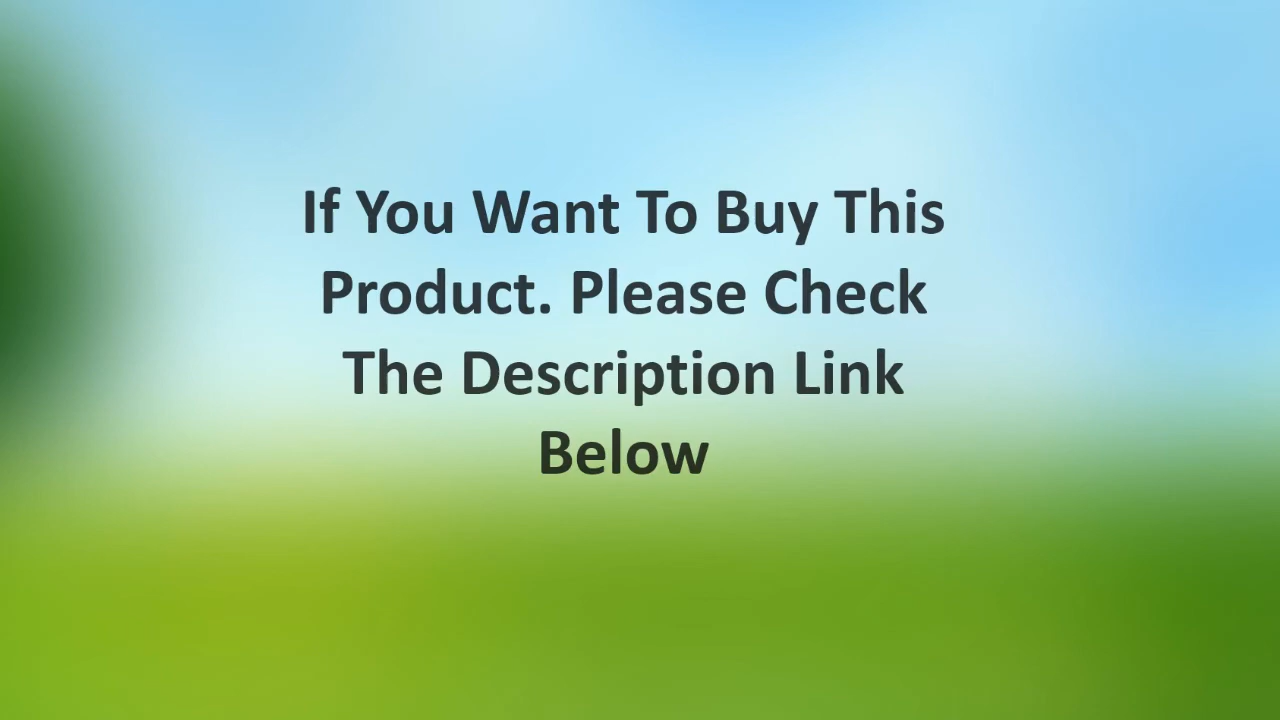 If You Want To Buy This
Product. Please Check
The Description Link
Below